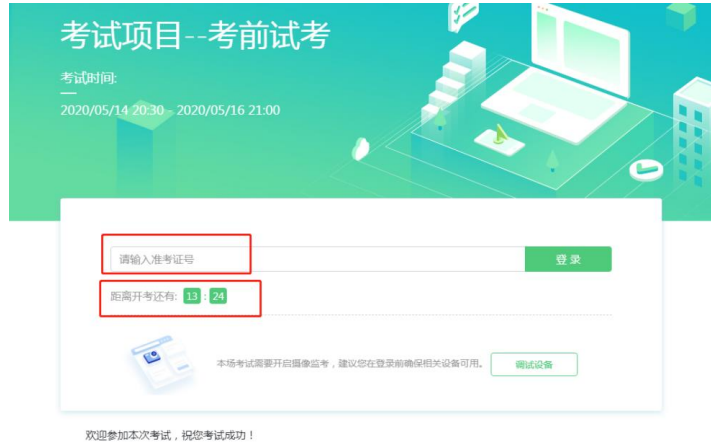 考试项目--考前试考
考试时间:
2020/05/14 20:30 - 2020/05/16 21:00
请输入准考证号
登 录
距离开考还有: 13 : 24
本场考试需要开启摄像监考，建议您在登录前确保相关设备可用。
调试设备
欢迎参加本次考试，祝您考试成功！